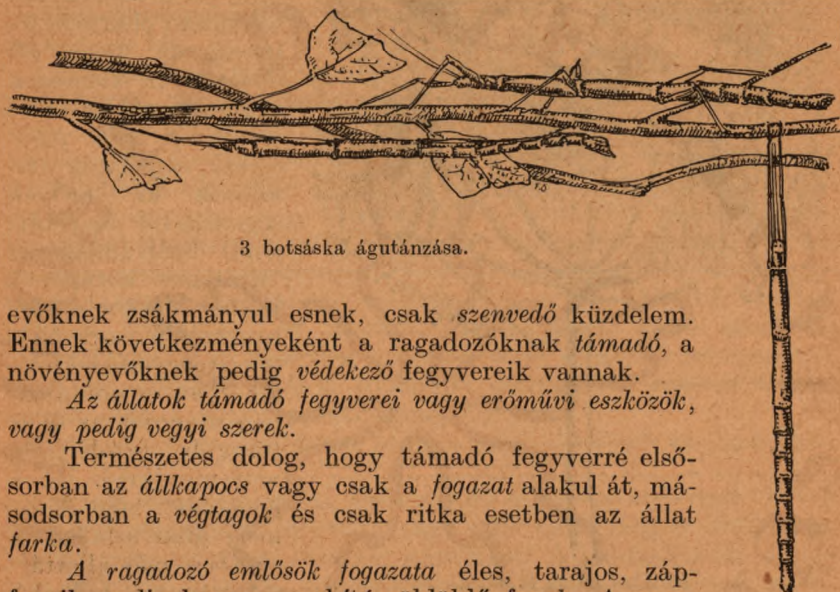 3 botsáska águtánzása.
evőknek zsákmányul esnek, csak szenvedő küzdelem.
Ennek következményeként a ragadozóknak támadó, a
növényevőknek pedig védekező fegyvereik vannak.
Az állatok támadó fegyverei vagy erőművi eszközök,
vagy pedig vegyi szerek.
Természetes dolog, hogy támadó fegyverré első-
sorban az állkapocs vagy csak a fogazat alakul át, má-
sodsorban a végtagok és csak ritka esetben az állat
farka.
A ragadozó emlősök fogazata éles, tarajos, záp-